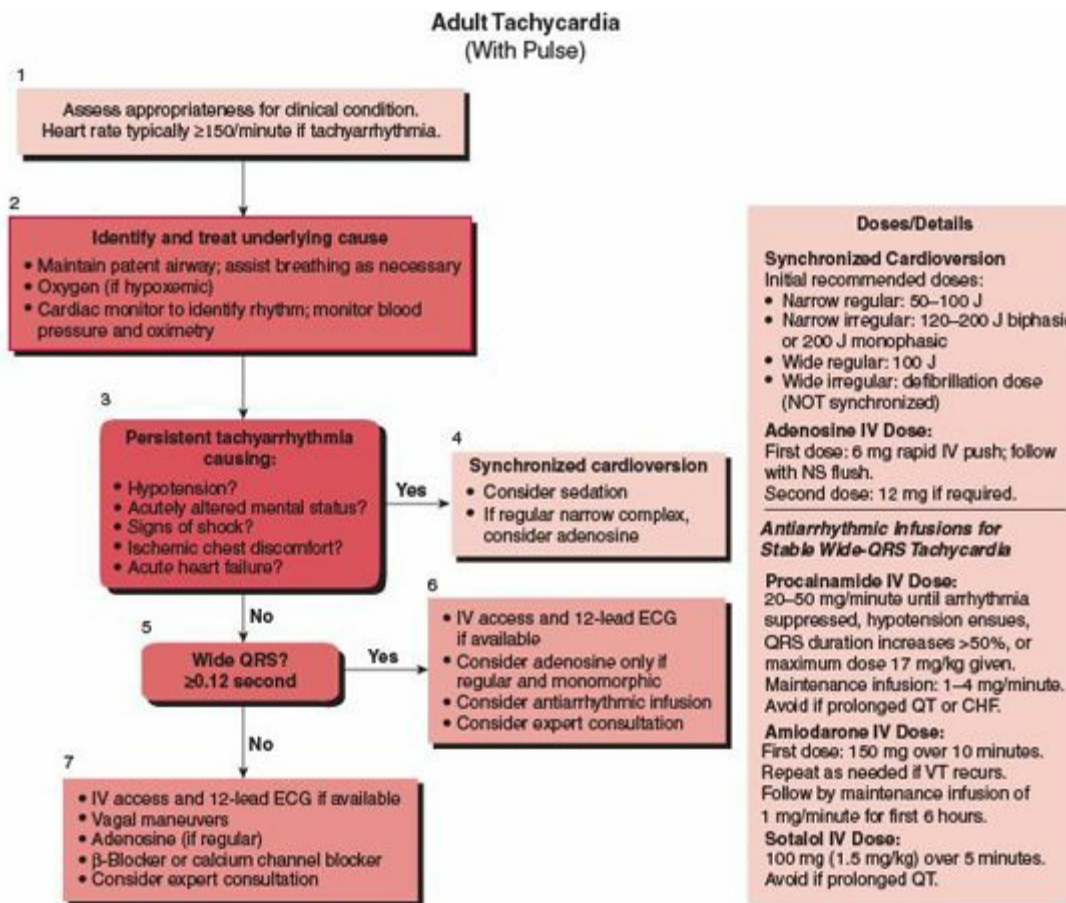 Adult Tachycardia
(With Pulse)
1
Assess appropriateness for clinical condition.
Heart rate typically ≥150/minute if tachyarrhythmia.
2
Identify and treat underlying cause
• Maintain patent airway; assist breathing as necessary
• Oxygen (if hypoxemic)
• Cardiac monitor to identify rhythm; monitor blood
pressure and oximetry
3
Persistent tachyarrhythmia
causing:
• Hypotension?
• Acutely altered mental status?
• Signs of shock?
• Ischemic chest discomfort?
• Acute heart failure?
Yes
4
Synchronized cardioversion
• Consider sedation
• If regular narrow complex,
consider adenosine
No
5
Wide QRS?
≥0.12 second
Yes
6
• IV access and 12-lead ECG
if available
• Consider adenosine only if
regular and monomorphic
• Consider antiarrhythmic infusion
• Consider expert consultation
No
7
• IV access and 12-lead ECG if available
• Vagal maneuvers
• Adenosine (if regular)
• β-Blocker or calcium channel blocker
• Consider expert consultation
Doses/Details
Synchronized Cardioversion
Initial recommended doses:
• Narrow regular: 50–100 J
• Narrow irregular: 120–200 J biphasic
or 200 J monophasic
• Wide regular: 100 J
• Wide irregular: defibrillation dose
(NOT synchronized)
Adenosine IV Dose:
First dose: 6 mg rapid IV push; follow
with NS flush.
Second dose: 12 mg if required.
Antiarrhythmic Infusions for
Stable Wide-QRS Tachycardia
Procainamide IV Dose:
20–50 mg/minute until arrhythmia
suppressed, hypotension ensues,
QRS duration increases >50%, or
maximum dose 17 mg/kg given.
Maintenance infusion: 1–4 mg/minute.
Avoid if prolonged QT or CHF.
Amiodarone IV Dose:
First dose: 150 mg over 10 minutes.
Repeat as needed if VT recurs.
Follow by maintenance infusion of
1 mg/minute for first 6 hours.
Sotalol IV Dose:
100 mg (1.5 mg/kg) over 5 minutes.
Avoid if prolonged QT.